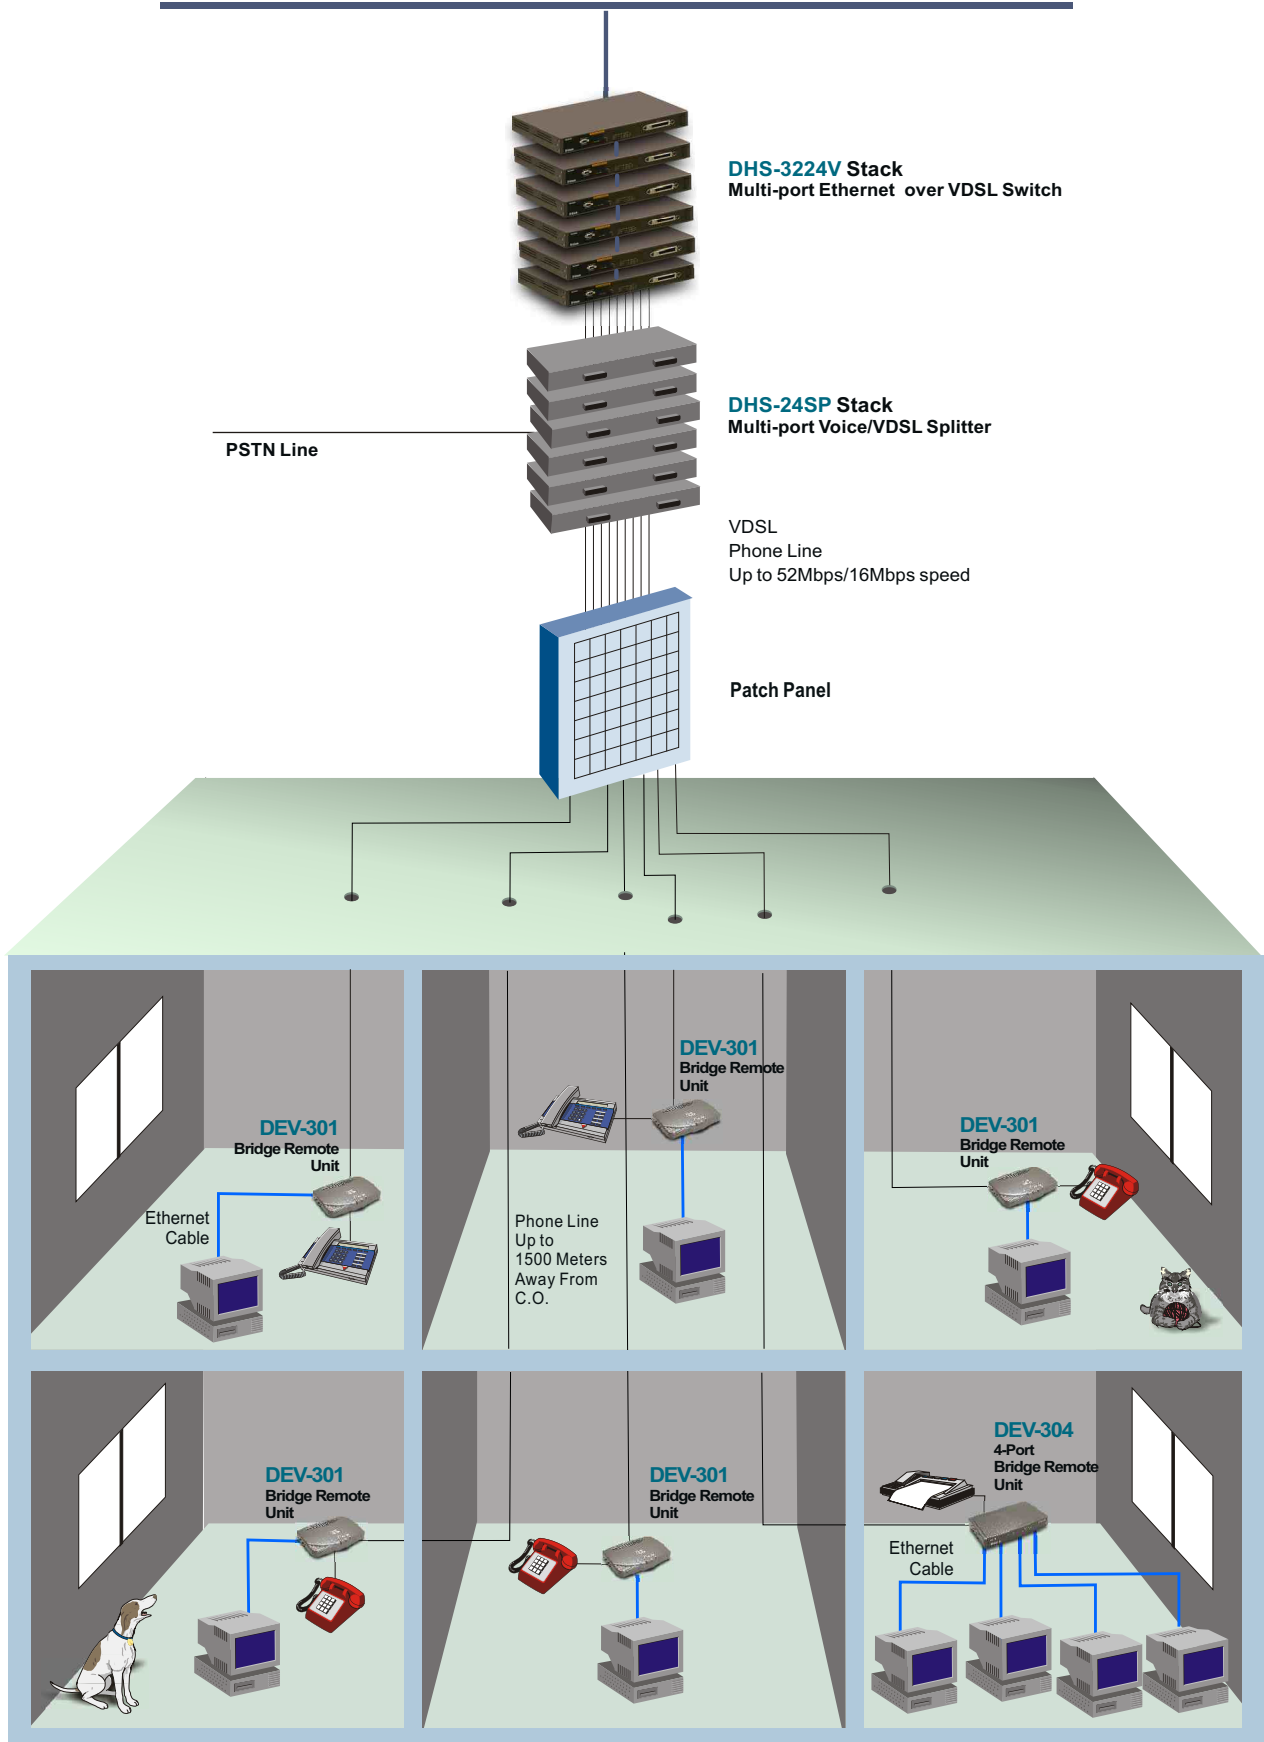 DHS-3224V Stack
Multi-port Ethernet over VDSL Switch
DHS-24SP Stack
Multi-port Voice/VDSL Splitter
PSTN Line
VDSL
Phone Line
Up to 52Mbps/16Mbps speed
Patch Panel
DEV-301
Bridge Remote
Unit
Ethernet
Cable
DEV-301
Bridge Remote
Unit
Phone Line
Up to
1500 Meters
Away From
C.O.
DEV-301
Bridge Remote
Unit
DEV-301
Bridge Remote
Unit
DEV-301
Bridge Remote
Unit
DEV-304
4-Port
Bridge Remote
Unit
Ethernet
Cable